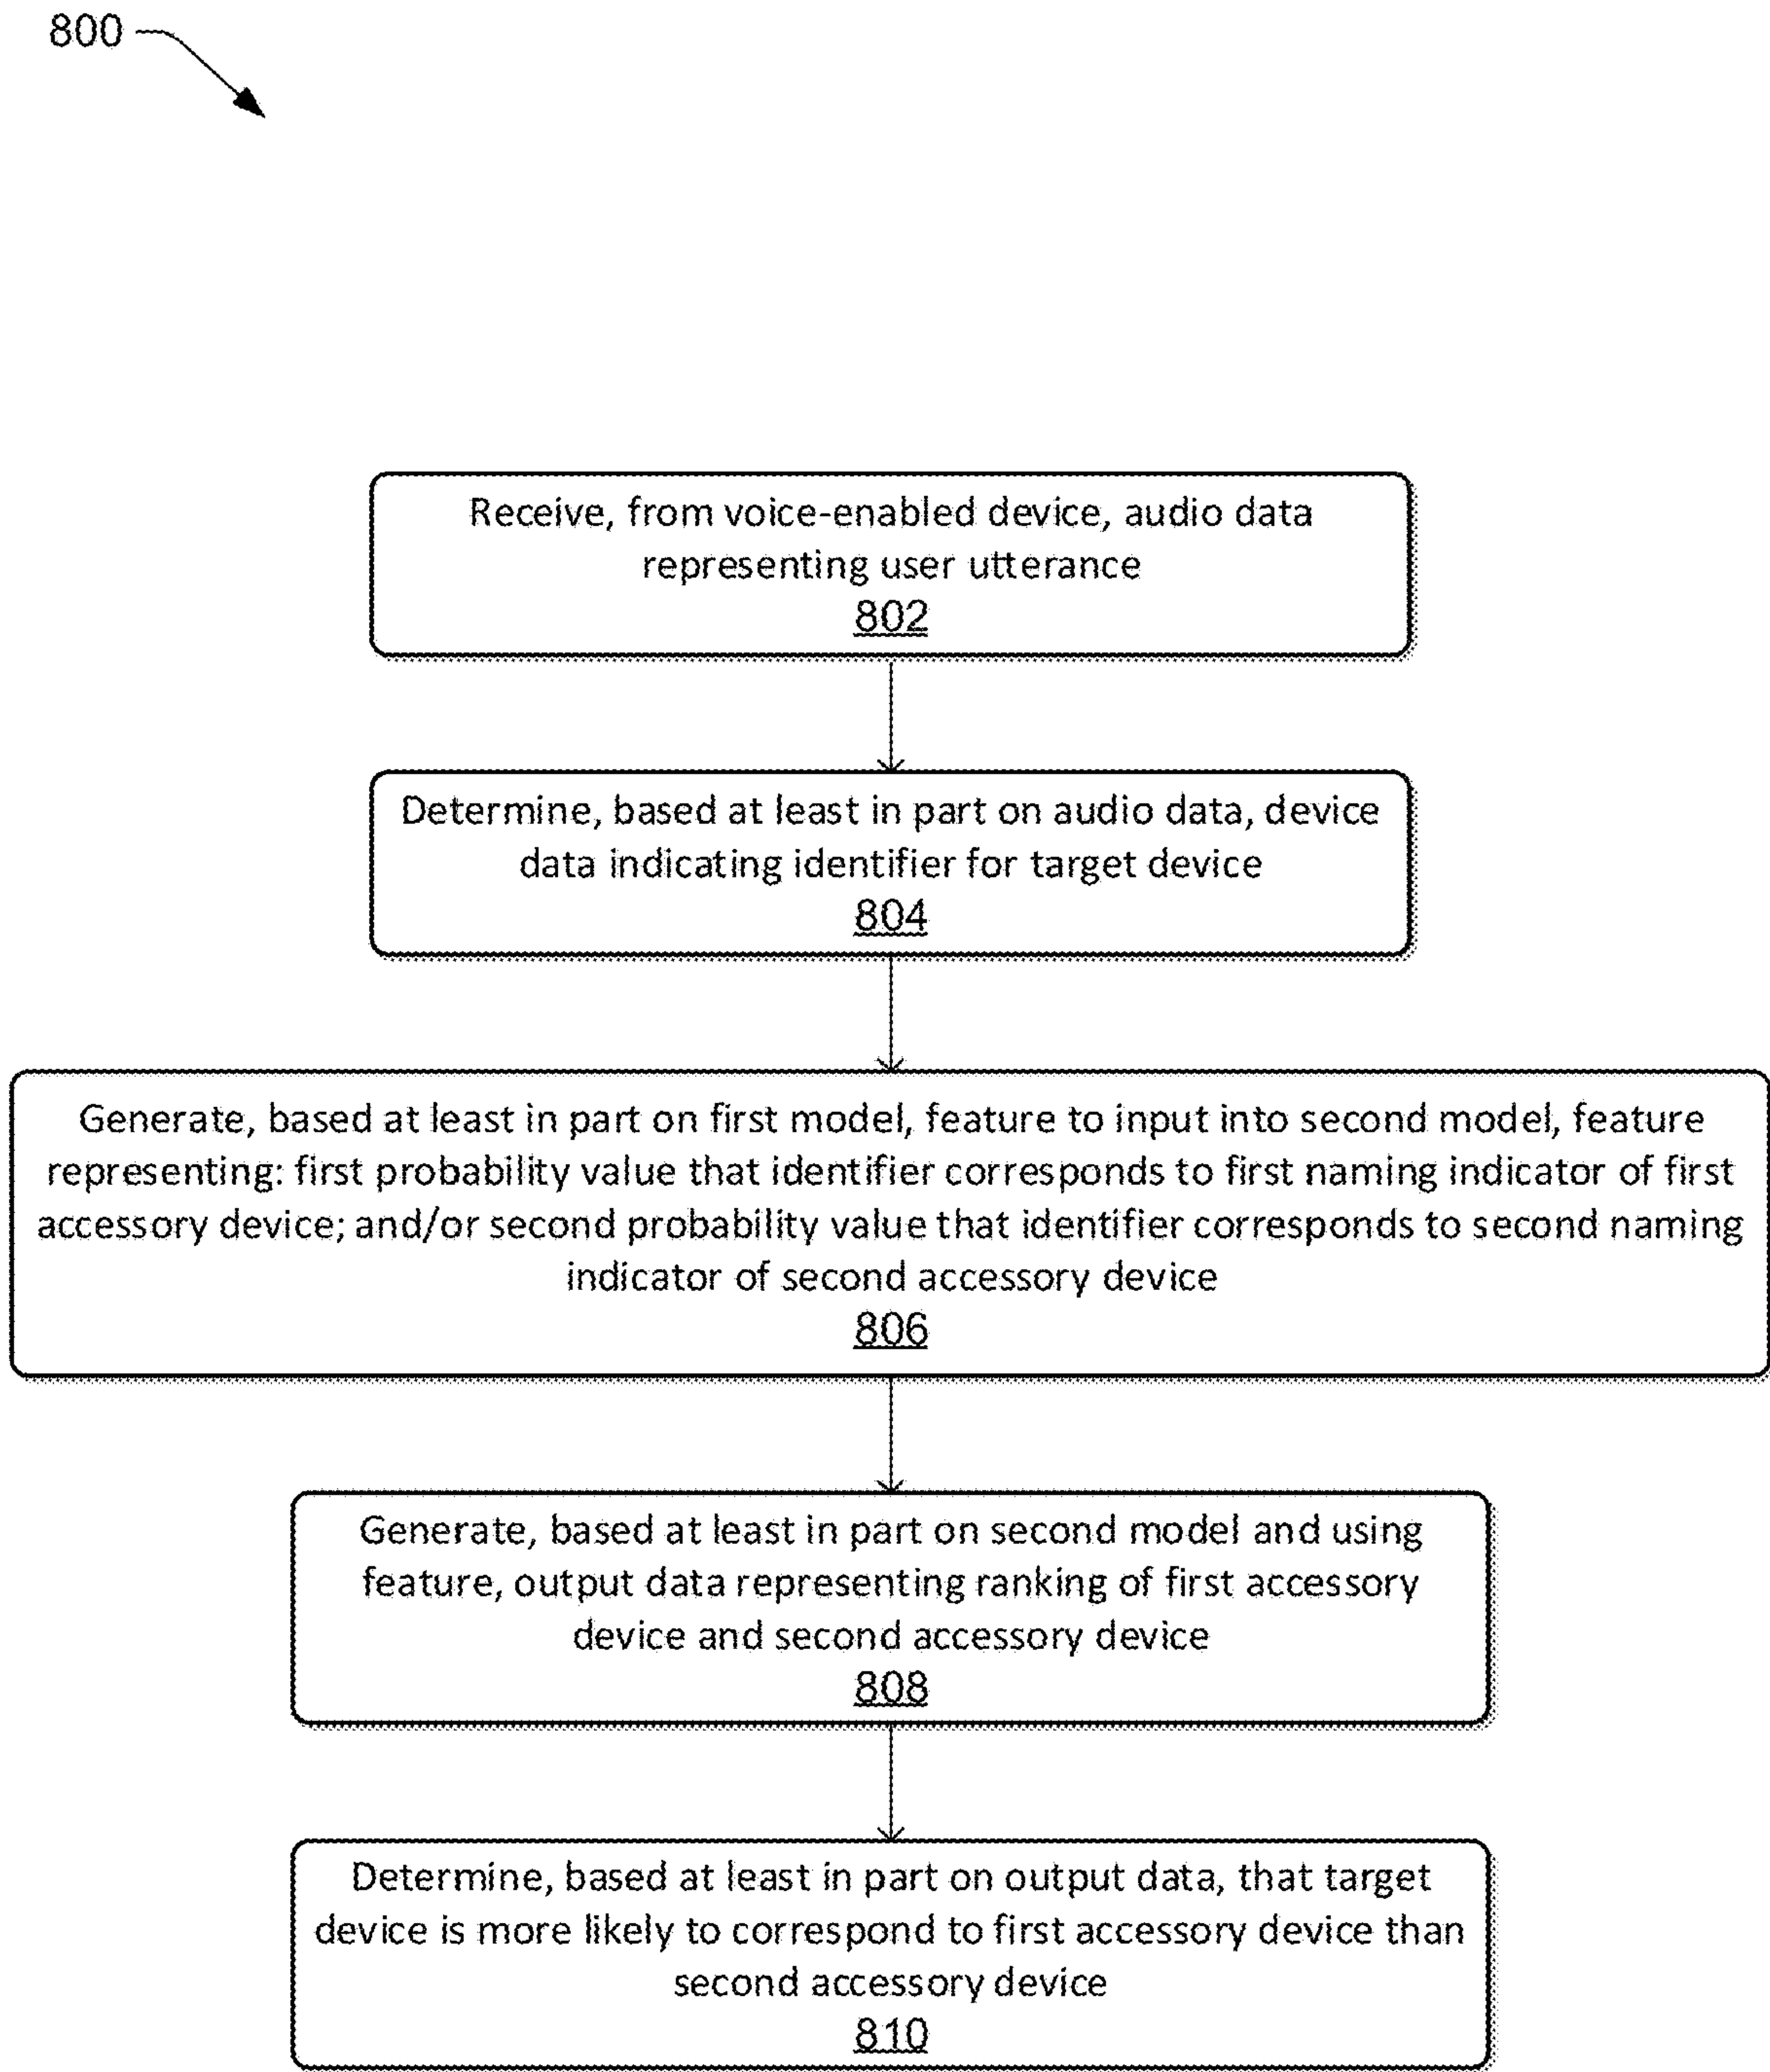 800
Receive, from voice-enabled device, audio data
representing user utterance
802
Determine, based at least in part on audio data, device
data indicating identifier for target device
804
Generate, based at least in part on first model, feature to input into second model, feature
representing: first probability value that identifier corresponds to first naming indicator of first
accessory device; and/or second probability value that identifier corresponds to second naming
indicator of second accessory device
806
Generate, based at least in part on second model and using
feature, output data representing ranking of first accessory
device and second accessory device
808
Determine, based at least in part on output data, that target
device is more likely to correspond to first accessory device than
second accessory device
810